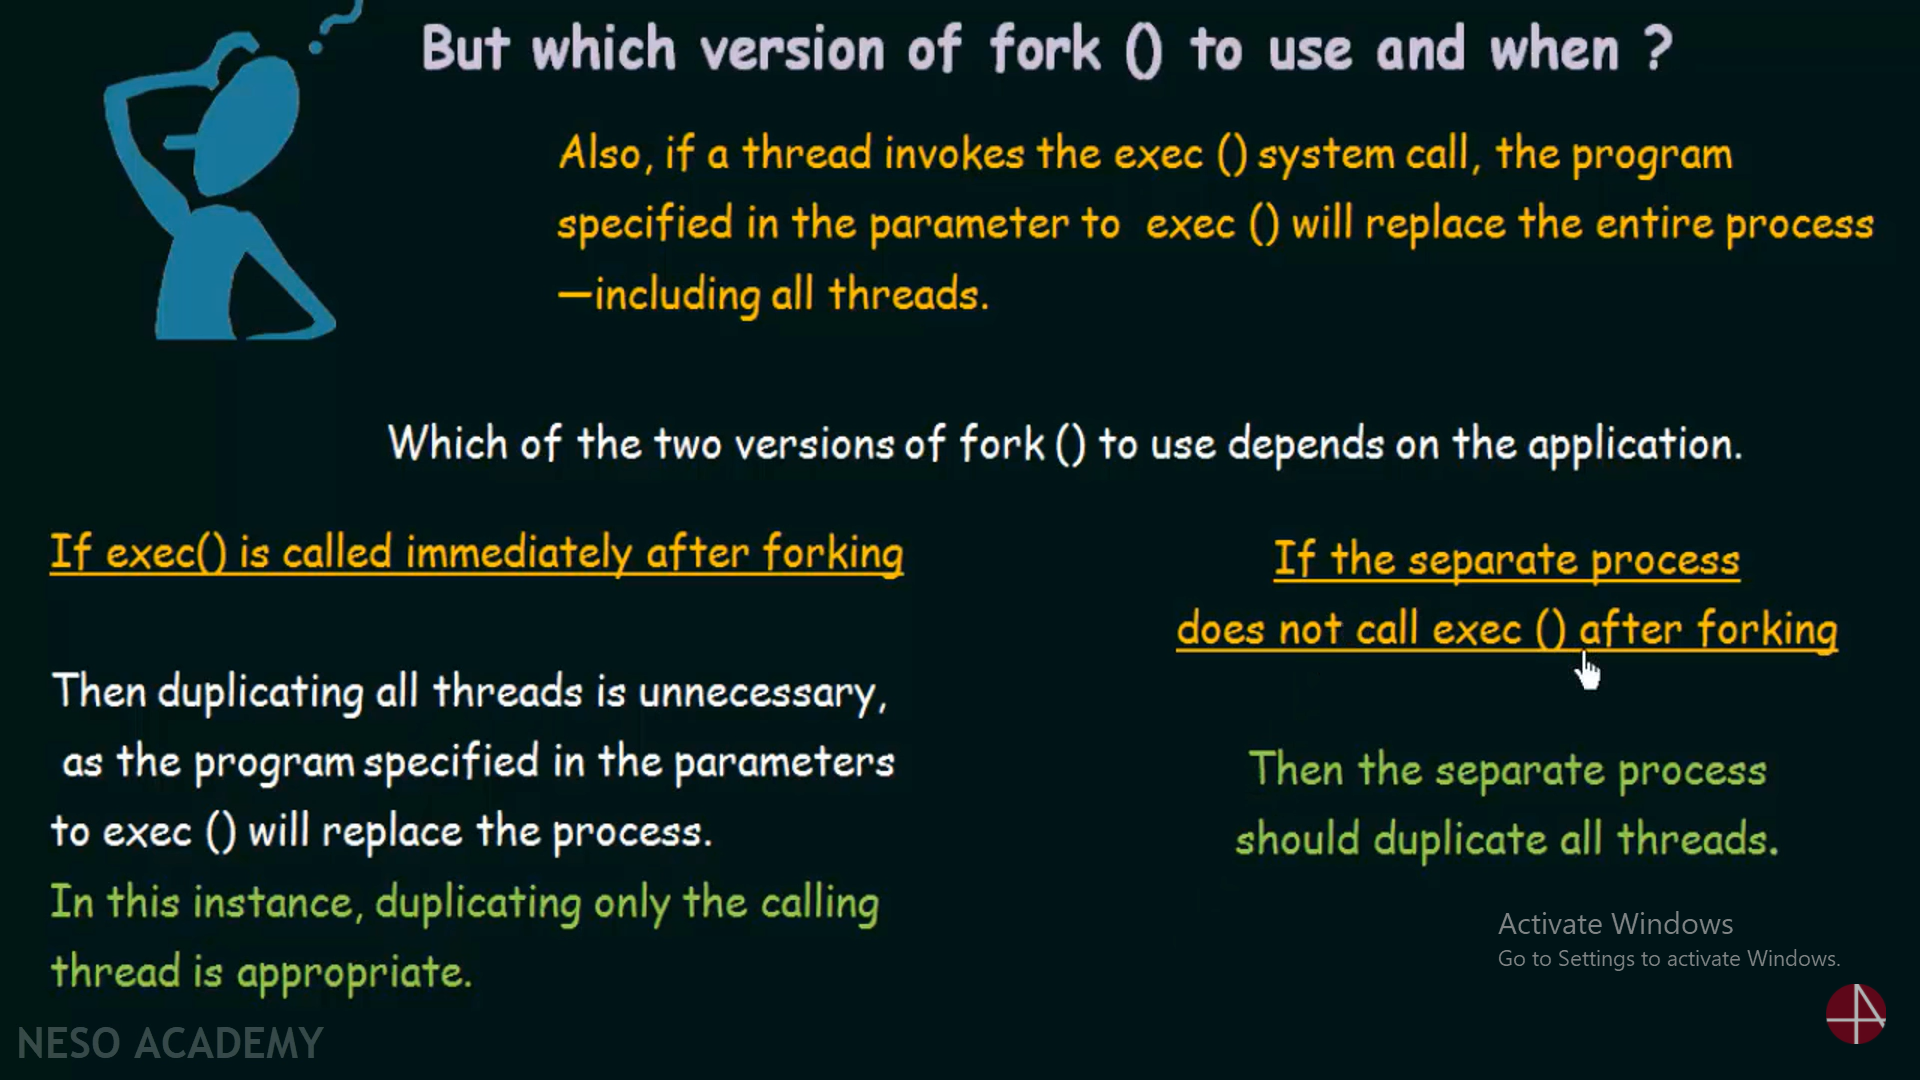 But which version of fork () to use and when ?
Also, if a thread invokes the exec () system call, the program
specified in the parameter to exec () will replace the entire process
—including all threads.
Which of the two versions of fork () to use depends on the application.
If exec() is called immediately after forking
Then duplicating all threads is unnecessary,
as the program specified in the parameters
to exec () will replace the process.
In this instance, duplicating only the calling
thread is appropriate.
If the separate process
does not call exec () after forking
Then the separate process
should duplicate all threads.
Activate Windows
Go to Settings to activate Windows.
NESO ACADEMY